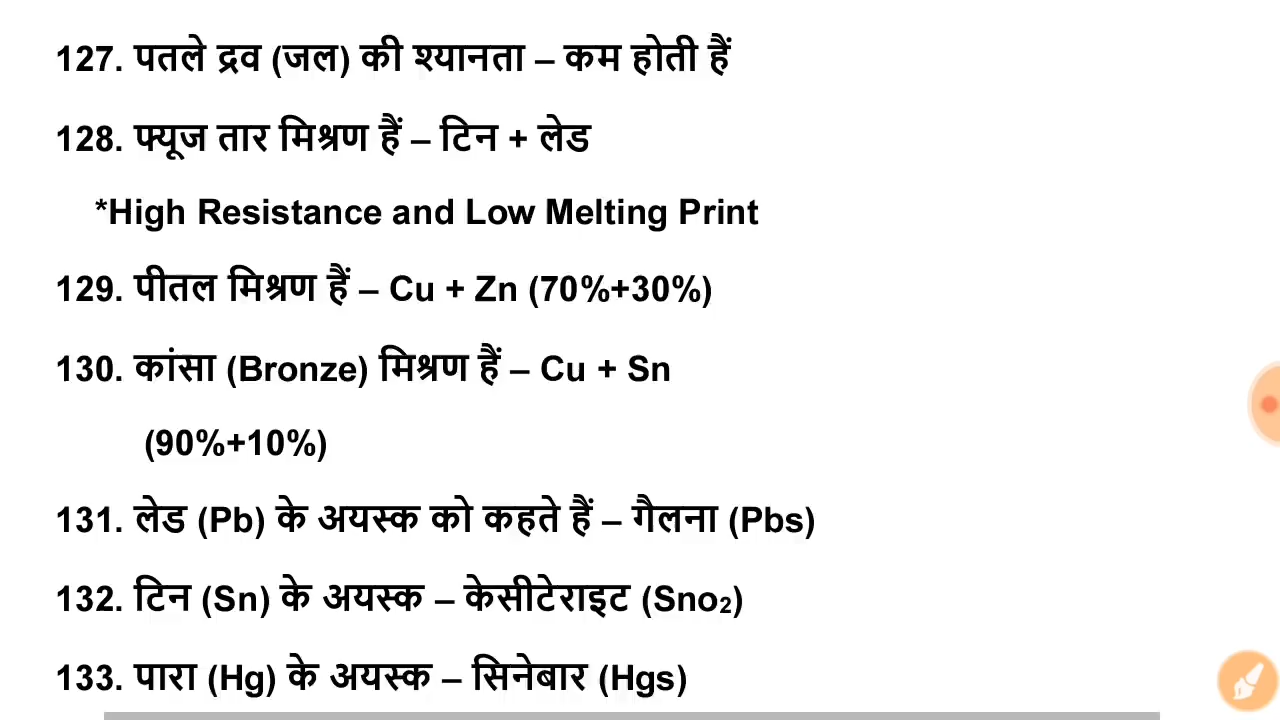 127. पतले द्रव (जल) की श्यानता – कम होती हैं
128. फ्यूज तार मिश्रण हैं – टिन + लेड
*High Resistance and Low Melting Print
129. पीतल मिश्रण हैं – Cu + Zn (70%+30%)
130. कांसा (Bronze) मिश्रण हैं – Cu + Sn
(90%+10%)
131. लेड (Pb) के अयस्क को कहते हैं – गैलना (Pbs)
132. टिन (Sn) के अयस्क – केसीटेराइट (Sno₂)
133. पारा (Hg) के अयस्क – सिनेबार (Hgs)